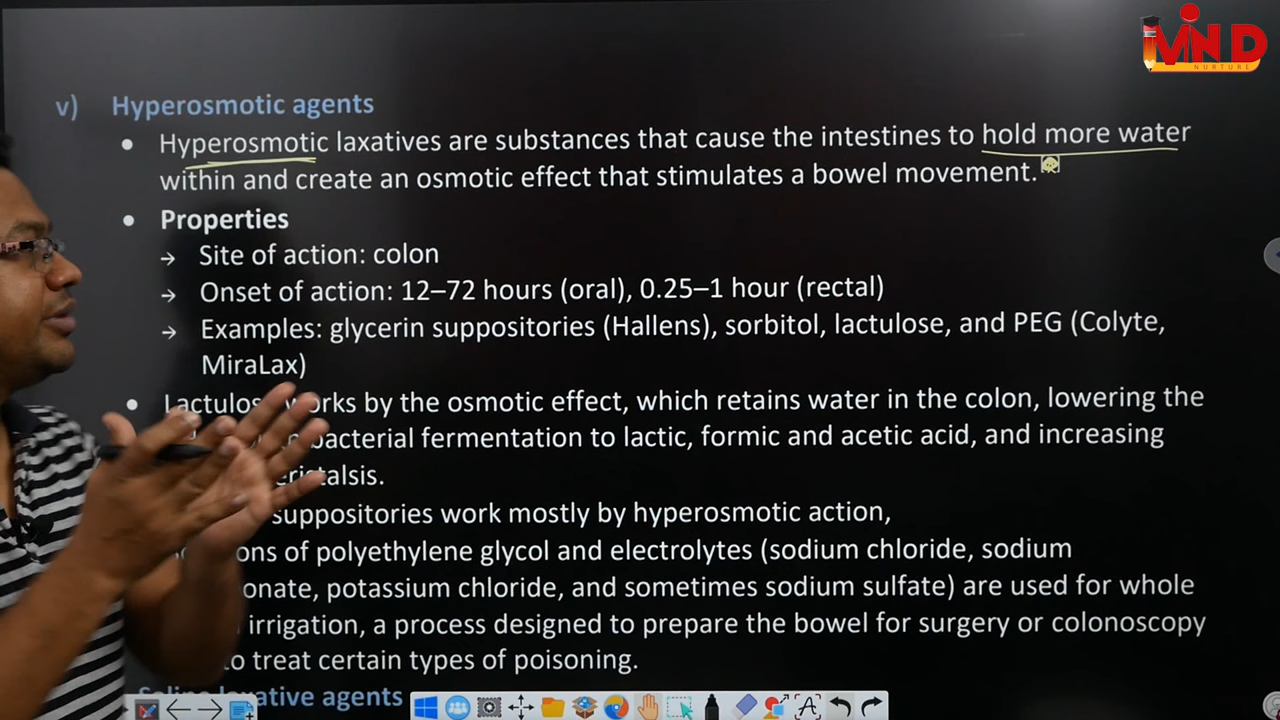 MIND
NURTURE
v) Hyperosmotic agents
• Hyperosmotic laxatives are substances that cause the intestines to hold more water
within and create an osmotic effect that stimulates a bowel movement.
• Properties
→ Site of action: colon
→ Onset of action: 12–72 hours (oral), 0.25–1 hour (rectal)
→ Examples: glycerin suppositories (Hallens), sorbitol, lactulose, and PEG (Colyte,
MiraLax)
• by the osmotic effect, which retains water in the colon, lowering the
bacterial fermentation to lactic, formic and acetic acid, and increasing
suppositories work mostly by hyperosmotic action,
of polyethylene glycol and electrolytes (sodium chloride, sodium
potassium chloride, and sometimes sodium sulfate) are used for whole
irrigation, a process designed to prepare the bowel for surgery or colonoscopy
to treat certain types of poisoning.
agents